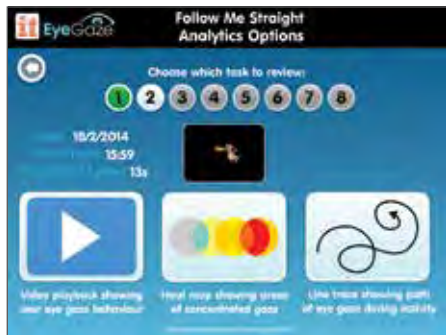 it EyeGaze
Follow Me Straight
Analytics Options
Choose which task to review:
1 2 3 4 5 6 7 8
18/2/2014
15:59
13s
Video playback showing
user eye gaze behaviour
Heat map showing areas
of concentrated gaze
Line trace showing path
of eye gaze during activity